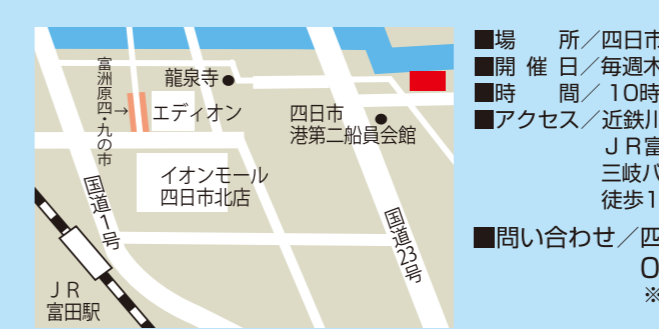 富洲原四・九の市
→
龍泉寺
エディオン
四日市
港第二船員会館
イオンモール
四日市北店
国道1号
国道23号
ＪＲ
富田駅
■場　所／四日市
■開 催 日／毎週木
■時　間／10時
■アクセス／近鉄川
ＪＲ富
三岐バ
徒歩1
■問い合わせ／四
0
※